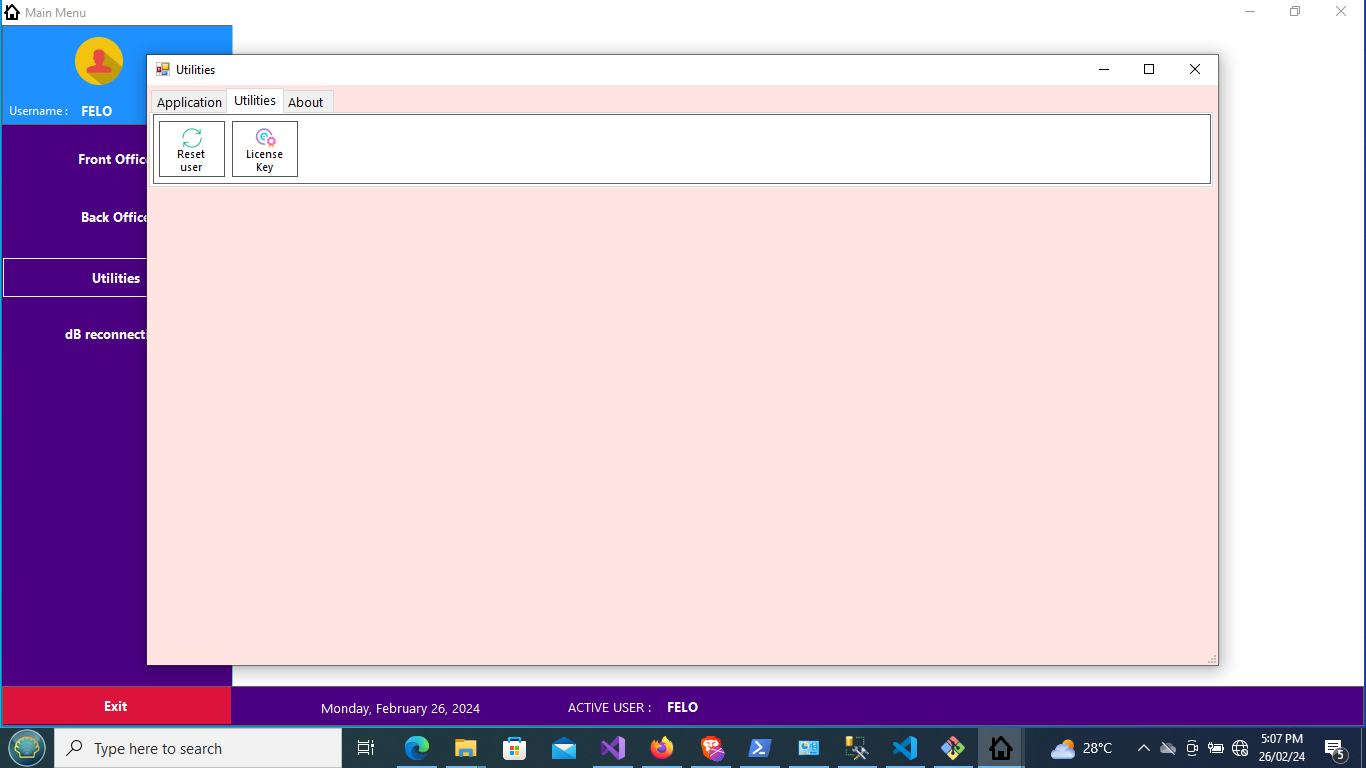 Main Menu
Username : FELO
Front Offic
Back Office
Utilities
dB reconnecti
Exit
Utilities
Application Utilities About
Reset
user
License
Key
Monday, February 26, 2024 ACTIVE USER : FELO
Type here to search
28°C
5:07 PM
26/02/24
5